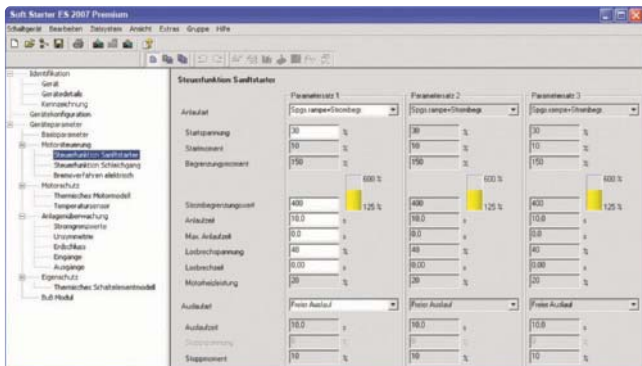 Soft Starter ES 2007 Premium
Schaltgerät Bearbeiten Zielsystem Ansicht Extras Gruppe Hilfe
Identifikation
Gerät
Gerätedetails
Kennzeichnung
Gerätekonfiguration
Geräteparameter
Basisparameter
Motorsteuerung
Steuerfunktion Sanftstarter
Steuerfunktion Schleichgang
Bremsverfahren elektrisch
Motorschutz
Thermisches Motormodell
Temperatursensor
Anlagenüberwachung
Stromgrenzwerte
Unsymmetrie
Erdschluss
Eingänge
Ausgänge
Eigenschutz
Thermisches Schaltelementmodell
Buß Modul
Steuerfunktion Sanftstarter
Parametersatz 1 Parametersatz 2 Parametersatz 3
Anlaufart Spgs.rampe+Strombegr. Spgs.rampe+Strombegr. Spgs.rampe+Strombegr.
Startspannung 30 % 30 % 30 %
Startmoment 10 % 10 % 10 %
Begrenzungsmoment 150 % 150 % 150 %
600 % 600 % 600 %
Strombegrenzungswert 400 125 % 400 125 % 400 125 %
Anlaufzeit 10,0 s 10,0 s 10,0 s
Max. Anlaufzeit 0,0 s 0,0 s 0,0 s
Losbrechspannung 40 % 40 % 40 %
Losbrechzeit 0,00 s 0,00 s 0,00 s
Motorheizleistung 20 % 20 % 20 %
Auslaufart Freier Auslauf Freier Auslauf Freier Auslauf
Auslaufzeit 10,0 s 10,0 s 10,0 s
Stoppmoment 10 % 10 % 10 %